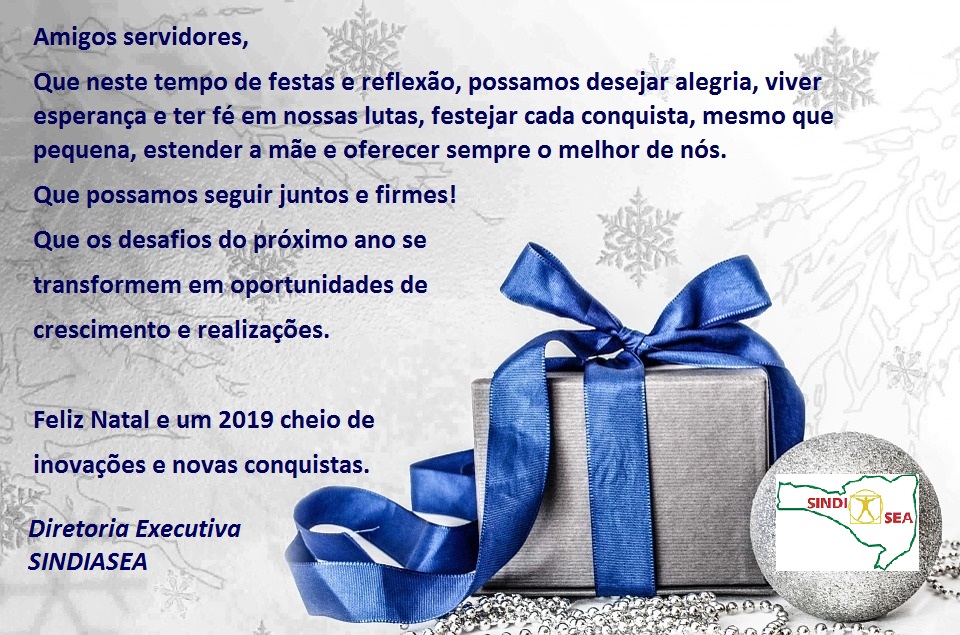 Amigos servidores,
Que neste tempo de festas e reflexão, possamos desejar alegria, viver
esperança e ter fé em nossas lutas, festejar cada conquista, mesmo que
pequena, estender a mãe e oferecer sempre o melhor de nós.
Que possamos seguir juntos e firmes!
Que os desafios do próximo ano se
transformem em oportunidades de
crescimento e realizações.
Feliz Natal e um 2019 cheio de
inovações e novas conquistas.
Diretoria Executiva
SINDIASEA
SINDI
SEA